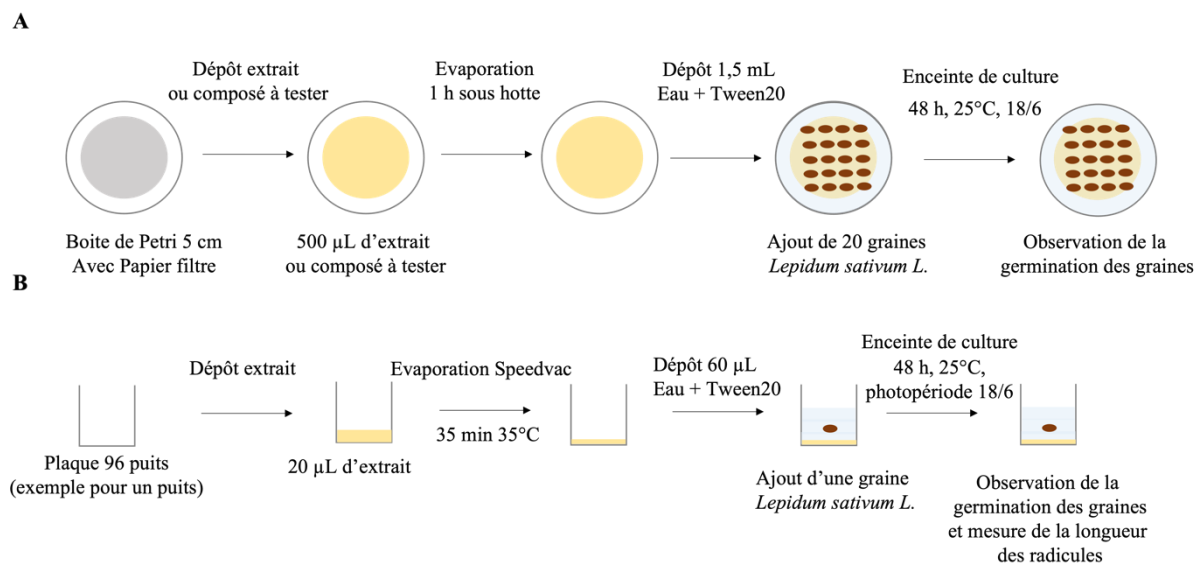 A
Dépôt extrait
ou composé à tester
Evaporation
1 h sous hotte
Dépôt 1,5 mL
Eau + Tween20
Enceinte de culture
48 h, 25°C, 18/6
Boite de Petri 5 cm
Avec Papier filtre
500 µL d'extrait
ou composé à tester
Ajout de 20 graines
Lepidum sativum L.
Observation de la
germination des graines
B
Dépôt extrait
Evaporation Speedvac
35 min 35°C
Dépôt 60 µL
Eau + Tween20
Enceinte de culture
48 h, 25°C,
photopériode 18/6
Plaque 96 puits
(exemple pour un puits)
20 µL d'extrait
Ajout d'une graine
Lepidum sativum L.
Observation de la
germination des graines
et mesure de la longueur
des radicules